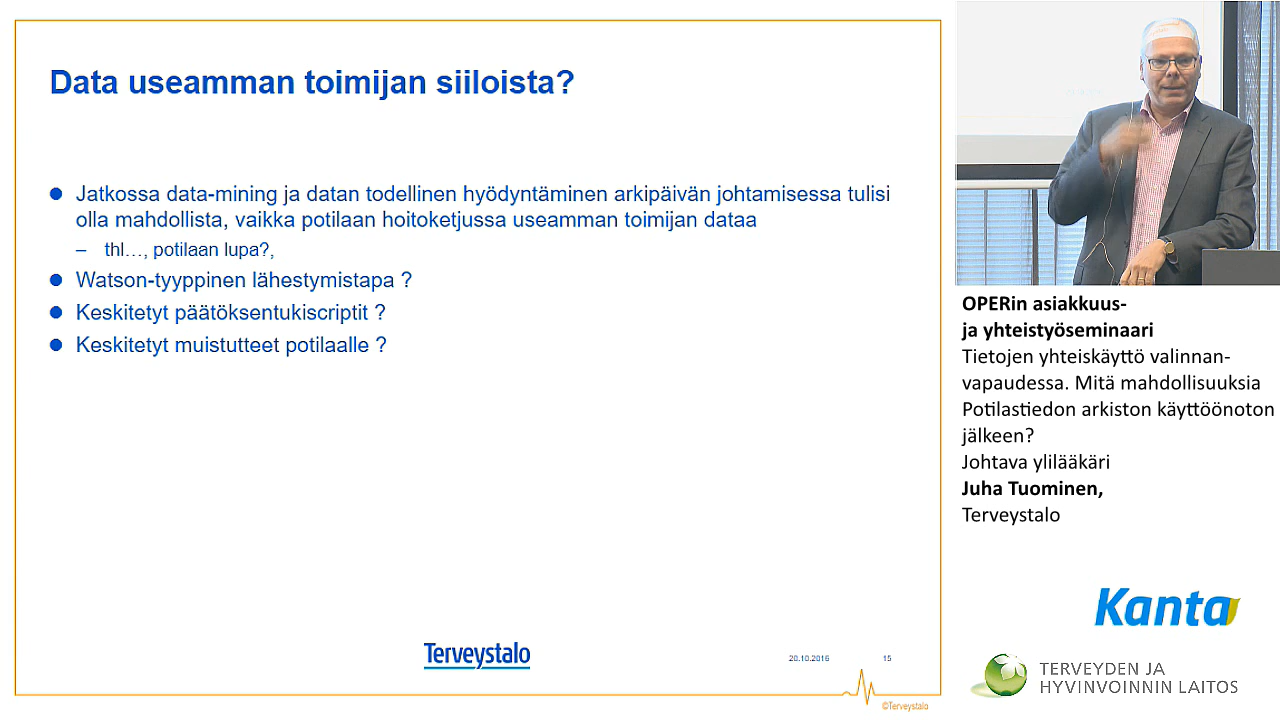 Data useamman toimijan siiloista?
Jatkossa data-mining ja datan todellinen hyödyntäminen arkipäivän johtamisessa tulisi
olla mahdollista, vaikka potilaan hoitoketjussa useamman toimijan dataa
– thl…, potilaan lupa?,
Watson-tyyppinen lähestymistapa ?
Keskitetyt päätöksentukiscriptit ?
Keskitetyt muistutteet potilaalle ?
Terveystalo
20.10.2016 15
©Terveystalo
OPERin asiakkuus-
ja yhteistyöseminaari
Tietojen yhteiskäyttö valinnan-
vapaudessa. Mitä mahdollisuuksia
Potilastiedon arkiston käyttöönoton
jälkeen?
Johtava ylilääkäri
Juha Tuominen,
Terveystalo
Kanta
TERVEYDEN JA
HYVINVOINNIN LAITOS